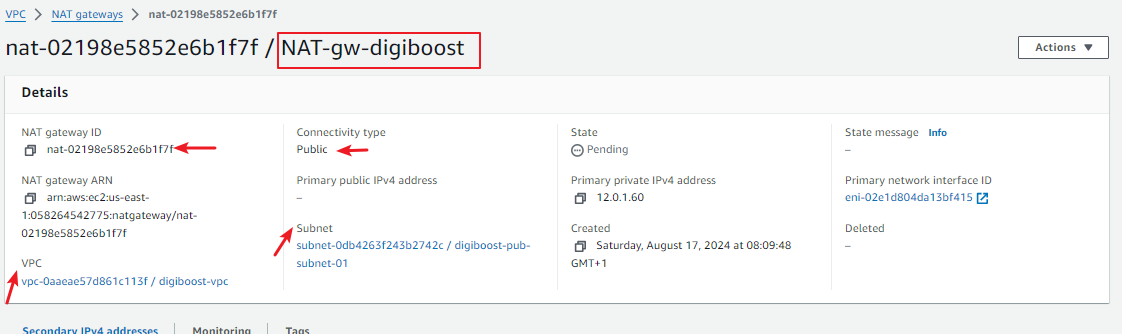 VPC > NAT gateways > nat-02198e5852e6b1f7f
nat-02198e5852e6b1f7f / NAT-gw-digiboost
Actions ▼
Details
NAT gateway ID
nat-02198e5852e6b1f7f
NAT gateway ARN
arn:aws:ec2:us-east-
1:058264542775:natgateway/nat-
02198e5852e6b1f7f
VPC
vpc-0aaeae57d861c113f / digiboost-vpc
Connectivity type
Public
Primary public IPv4 address
–
Subnet
subnet-0db4263f243b2742c / digiboost-pub-
subnet-01
State
Pending
Primary private IPv4 address
12.0.1.60
Created
Saturday, August 17, 2024 at 08:09:48
GMT+1
State message Info
–
Primary network interface ID
eni-02e1d804da13bf415
Deleted
–
Secondary IPv4 addresses
Monitoring
Tags